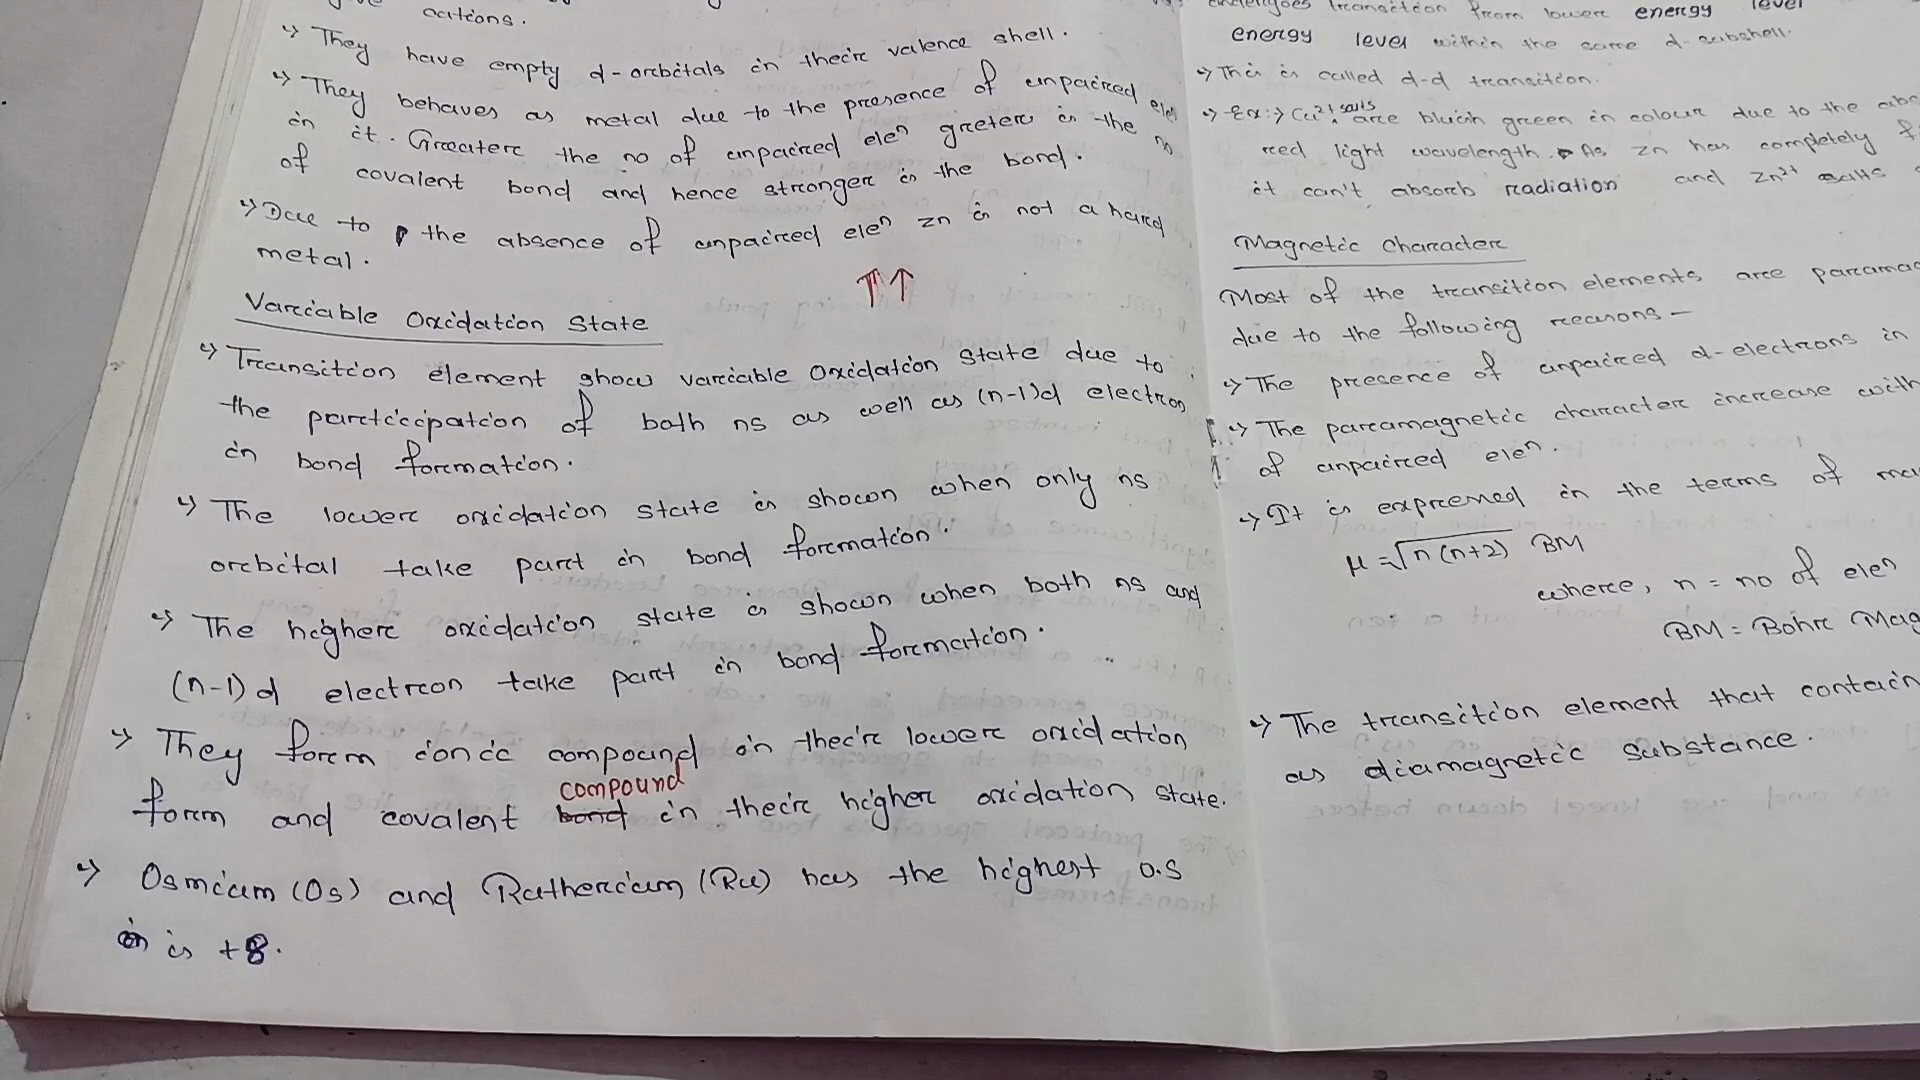 cations.
↳ They have empty d-orbitals in their valence shell.
↳ They behaves as metal due to the presence of unpaired
in it. Greater the no of unpaired eleⁿ greter is the no
of covalent bond and hence stronger is the bond.
↳ Due to the absence of unpaired eleⁿ zn is not a hard
metal.
Variable Oxidation State
↳ Transition element show variable oxidation state due to
the participation of both ns as well as (n-1)d electron
in bond formation.
↳ The lower oxidation state is shown when only ns
orbital take part in bond formation.
↳ The higher oxidation state is shown when both ns and
(n-1)d electron take part in bond formation.
↳ They form ionic compound in their lower oxidation
compound
form and covalent bond in their higher oxidation state.
↳ Osmium (Os) and Ruthenium (Ru) has the highest o.s
is +8.
undergoes transition from lower energy level
energy level within the same d-subshell.
↳ This is called d-d transition.
↳ Ex:→ Cu²⁺ salts are bluish green in colour due to the
red light wavelength. As zn has completely
it can't absorb radiation and Zn²⁺ salts
Magnetic Character
Most of the transition elements are
due to the following reasons —
↳ The presence of unpaired d-electrons in
↳ The paramagnetic character increase with
of unpaired eleⁿ.
↳ It is expressed in the terms of
μ = √n(n+2) BM
where, n = no of eleⁿ
BM = Bohr
↳ The transition element that contain
as diamagnetic substance.